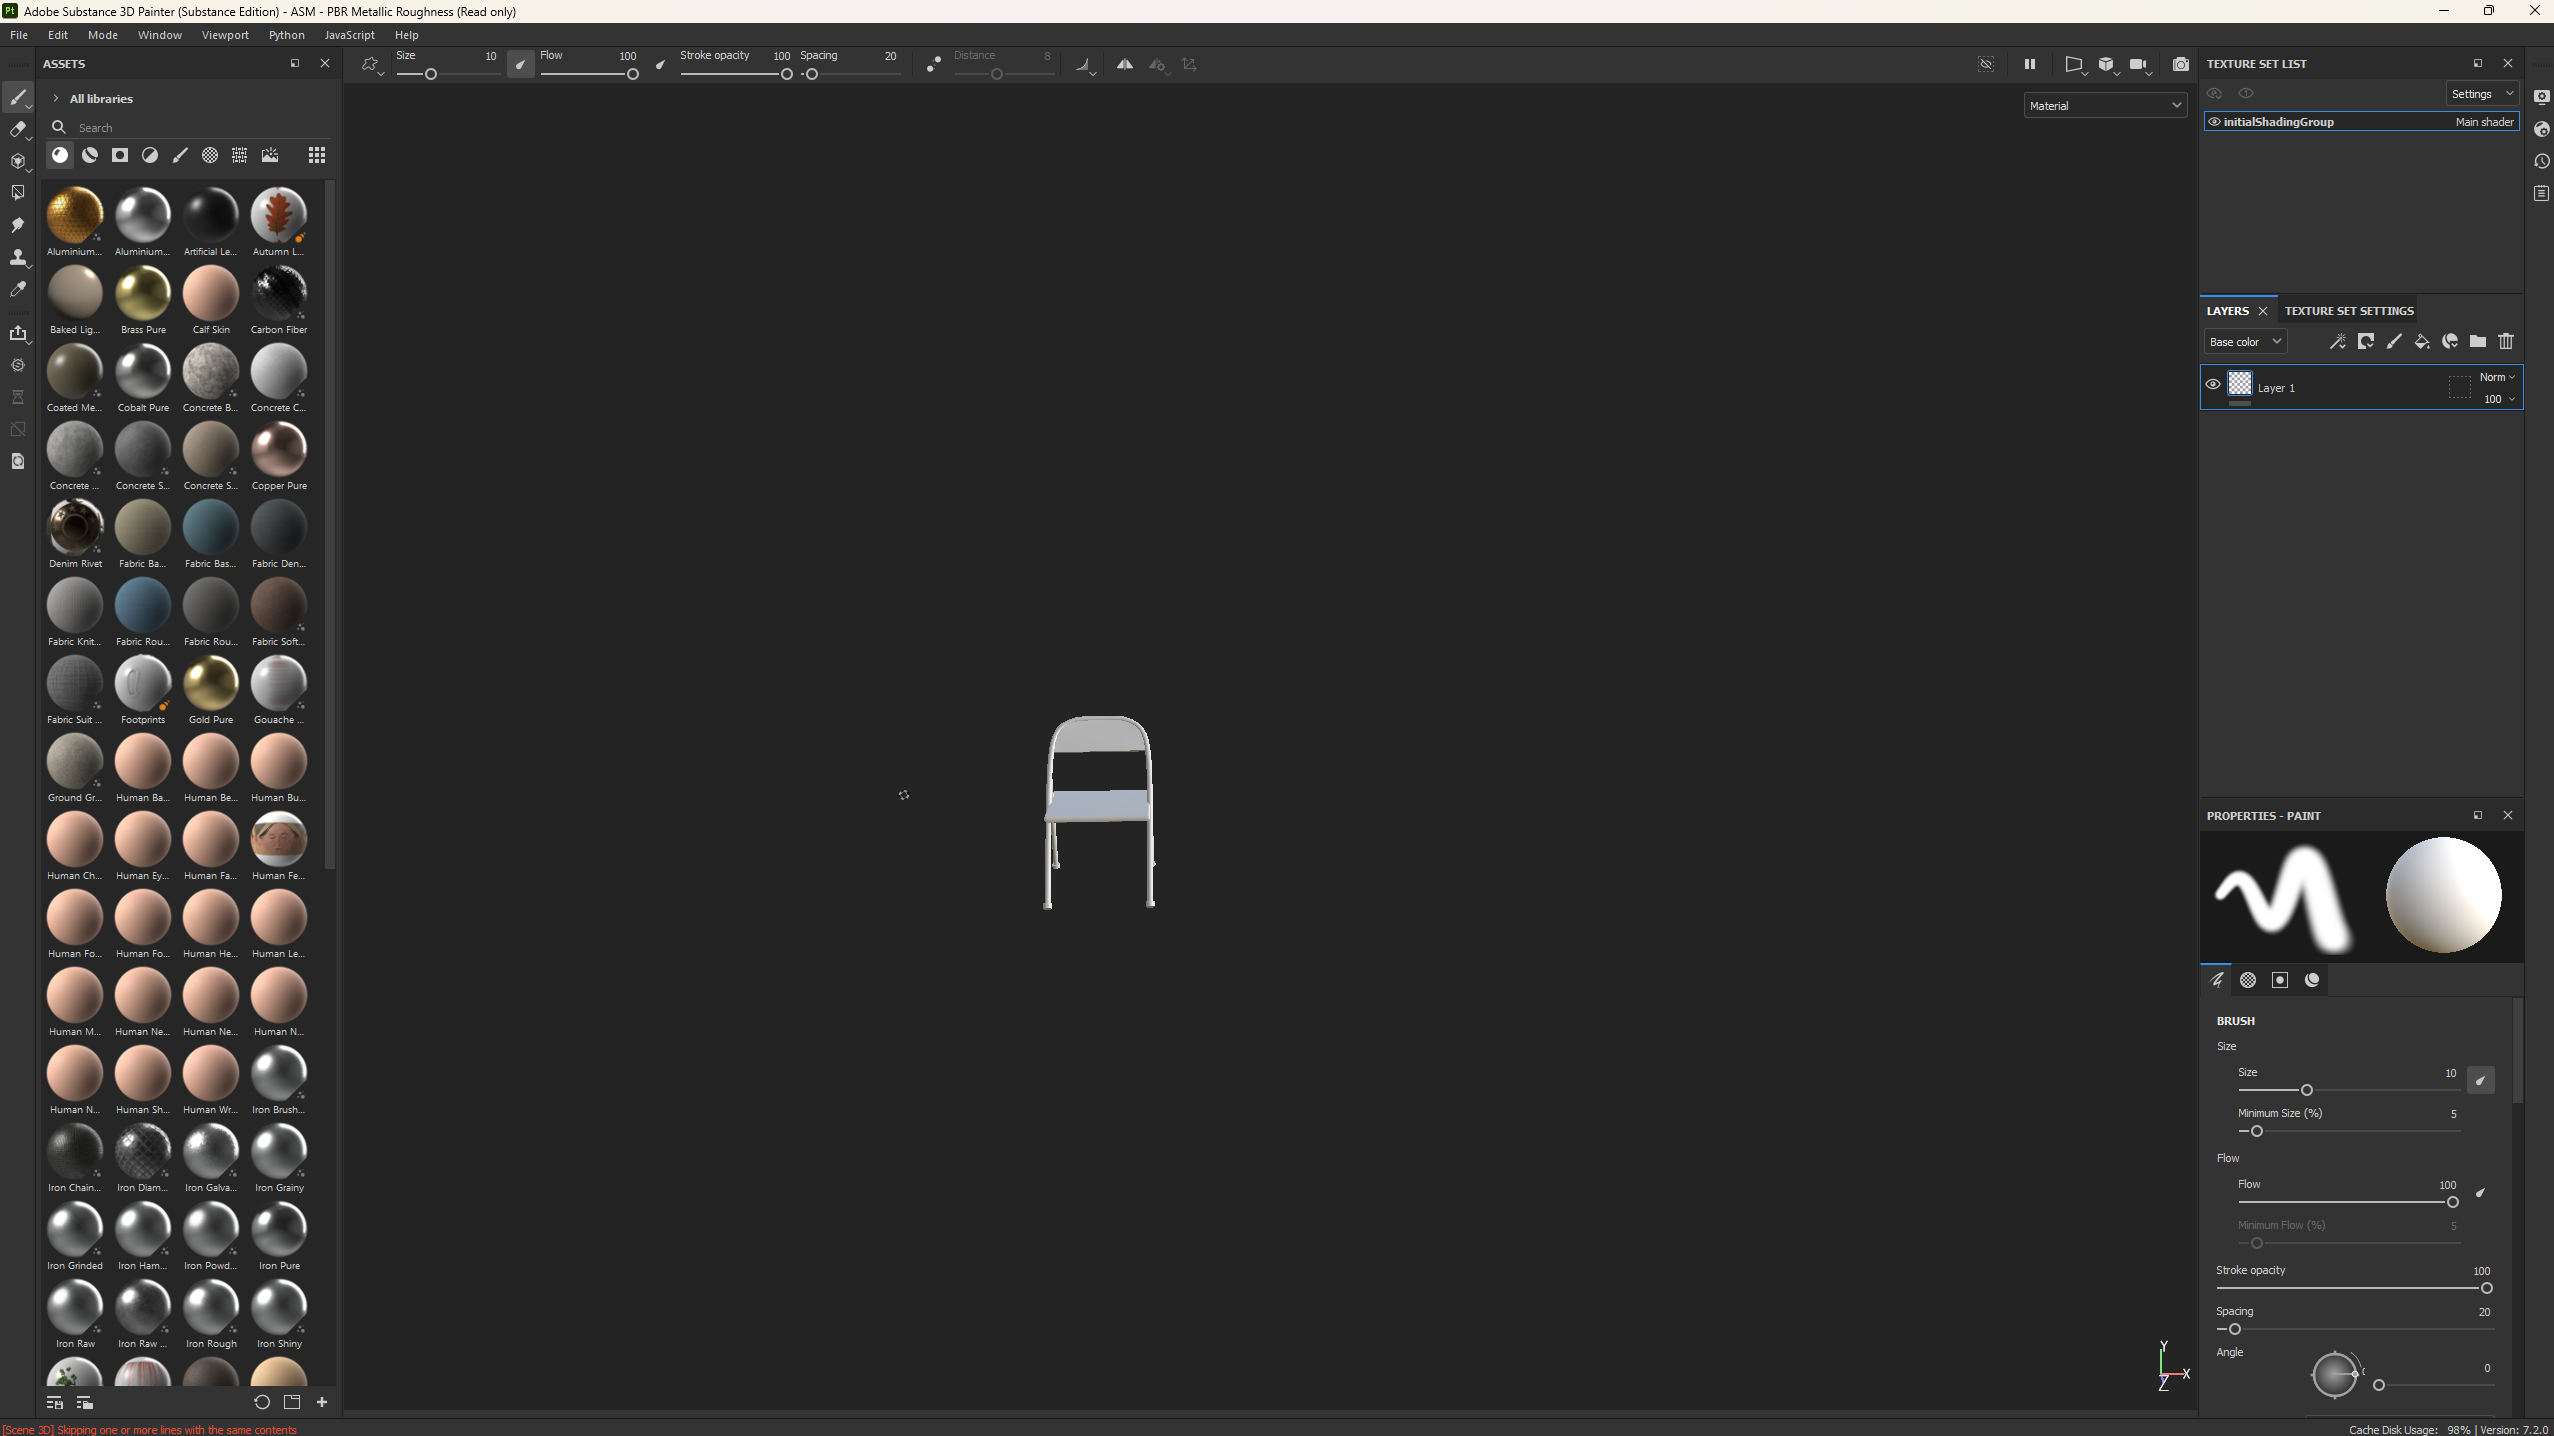 Pt Adobe Substance 3D Painter (Substance Edition) - ASM - PBR Metallic Roughness (Read only)
File Edit Mode Window Viewport Python JavaScript Help
ASSETS
All libraries
Search
Aluminium... Aluminium... Artificial Le... Autumn L...
Baked Lig... Brass Pure Calf Skin Carbon Fiber
Coated Me... Cobalt Pure Concrete B... Concrete C...
Concrete ... Concrete S... Concrete S... Copper Pure
Denim Rivet Fabric Ba... Fabric Bas... Fabric Den...
Fabric Knit... Fabric Rou... Fabric Rou... Fabric Soft...
Fabric Suit ... Footprints Gold Pure Gouache ...
Ground Gr... Human Ba... Human Be... Human Bu...
Human Ch... Human Ey... Human Fa... Human Fe...
Human Fo... Human Fo... Human He... Human Le...
Human M... Human Ne... Human Ne... Human N...
Human N... Human Sh... Human Wr... Iron Brush...
Iron Chain... Iron Diam... Iron Galva... Iron Grainy
Iron Grinded Iron Ham... Iron Powd... Iron Pure
Iron Raw Iron Raw ... Iron Rough Iron Shiny
Size 10 Flow 100 Stroke opacity 100 Spacing 20 Distance 8
Material
Y
X
Z
TEXTURE SET LIST
Settings
initialShadingGroup Main shader
LAYERS TEXTURE SET SETTINGS
Base color
Layer 1 Norm
100
PROPERTIES - PAINT
BRUSH
Size
Size 10
Minimum Size (%) 5
Flow
Flow 100
Minimum Flow (%) 5
Stroke opacity 100
Spacing 20
Angle
0
[Scene 3D] Skipping one or more lines with the same contents
Cache Disk Usage: 98% | Version: 7.2.0